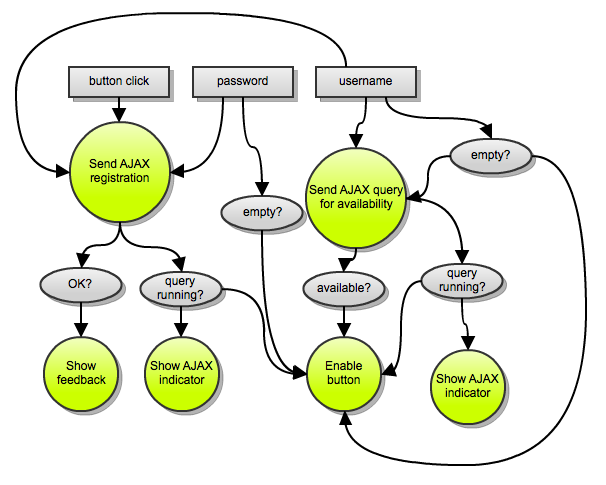 button click
password
username
Send AJAX
registration
empty?
Send AJAX query
for availability
empty?
OK?
query
running?
available?
query
running?
Show
feedback
Show AJAX
indicator
Enable
button
Show AJAX
indicator